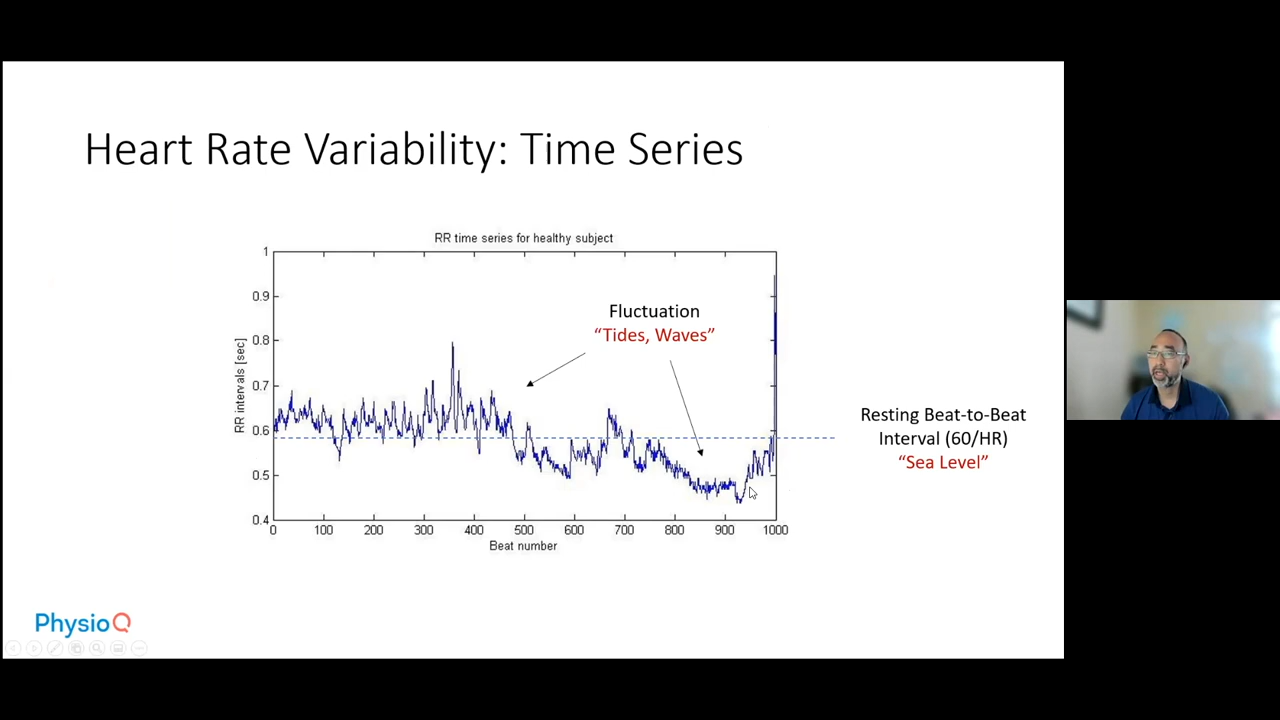 Heart Rate Variability: Time Series
RR time series for healthy subject
1
0.9
0.8
0.7
0.6
0.5
0.4
RR intervals [sec]
Fluctuation
“Tides, Waves”
Resting Beat-to-Beat
Interval (60/HR)
“Sea Level”
0 100 200 300 400 500 600 700 800 900 1000
Beat number
PhysioQ